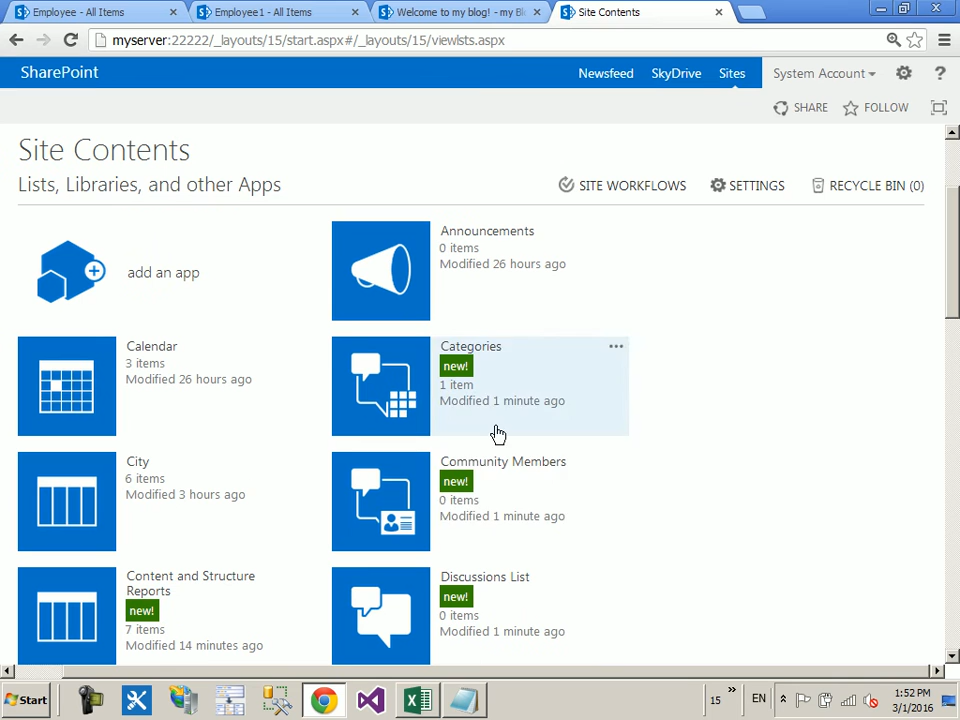 Employee - All Items
Employee1 - All Items
Welcome to my blog! - my Bl
Site Contents
myserver:22222/_layouts/15/start.aspx#/_layouts/15/viewlsts.aspx
SharePoint
Newsfeed
SkyDrive
Sites
System Account
?
SHARE
FOLLOW
Site Contents
Lists, Libraries, and other Apps
SITE WORKFLOWS
SETTINGS
RECYCLE BIN (0)
add an app
Announcements
0 items
Modified 26 hours ago
Calendar
3 items
Modified 26 hours ago
Categories
new!
1 item
Modified 1 minute ago
City
6 items
Modified 3 hours ago
Community Members
new!
0 items
Modified 1 minute ago
Content and Structure
Reports
new!
7 items
Modified 14 minutes ago
Discussions List
new!
0 items
Modified 1 minute ago
Start
15
EN
1:52 PM
3/1/2016